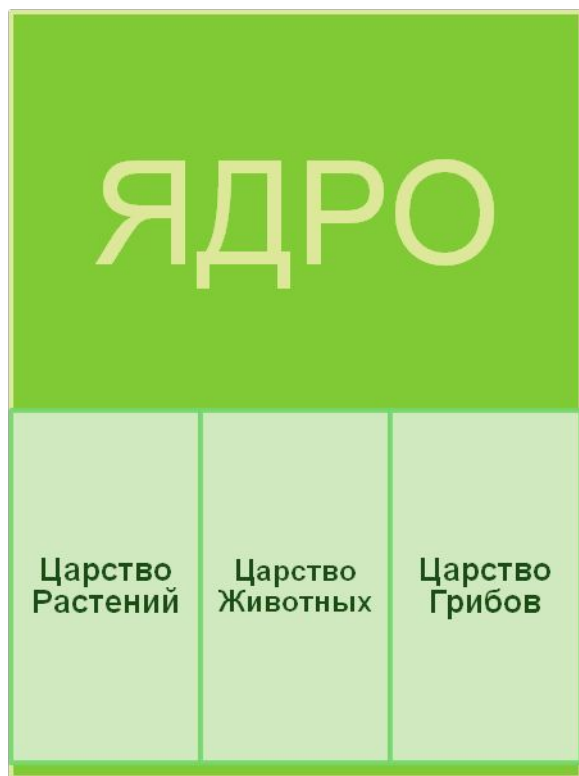 ЯДРО
Царство
Растений
Царство
Животных
Царство
Грибов